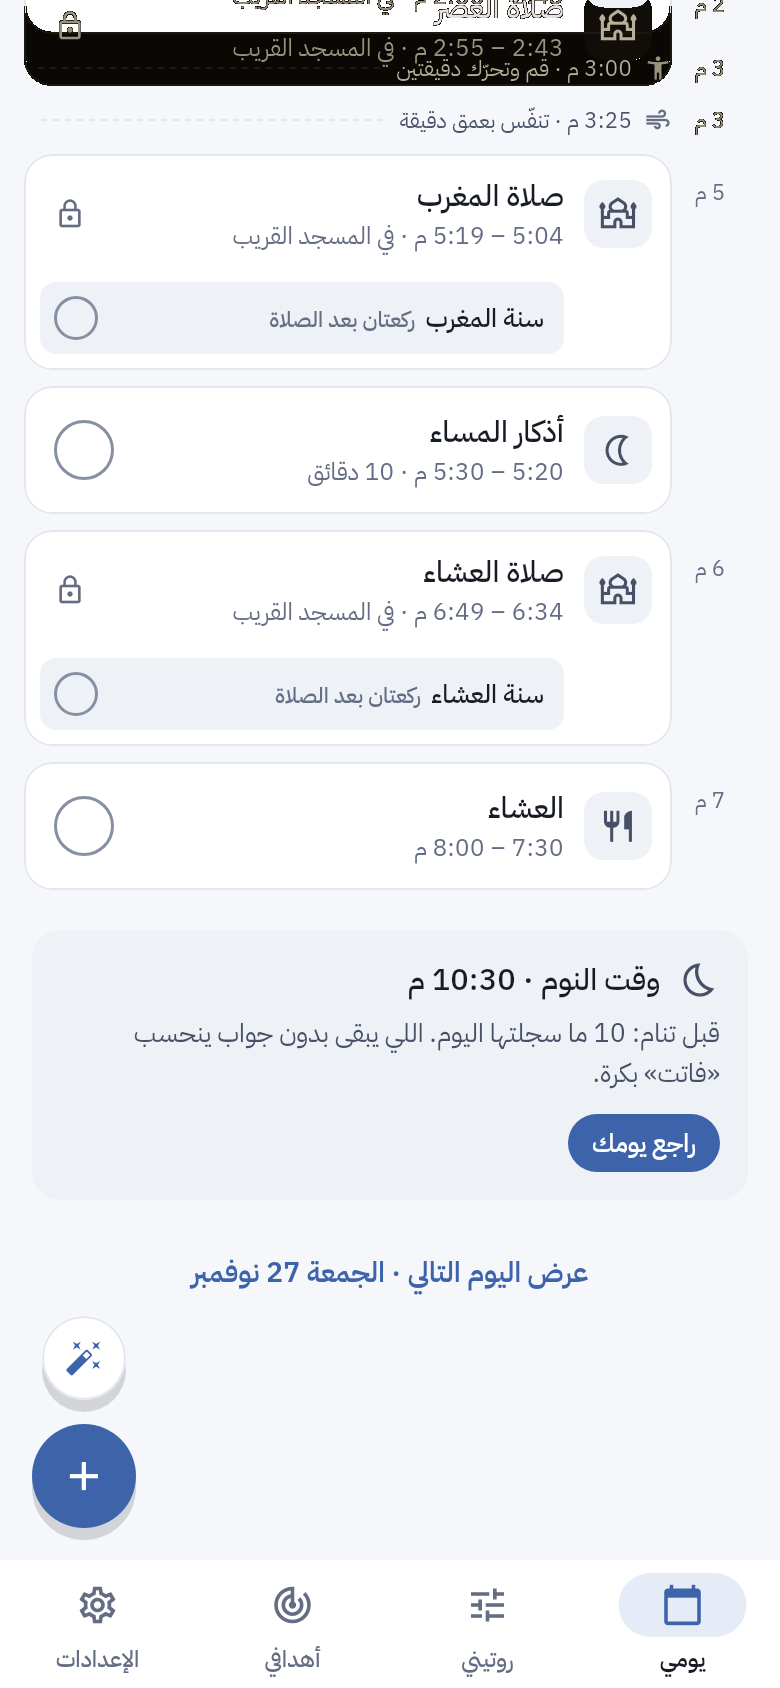 2 م
صلاة العصر
2:43 – 2:55 م · في المسجد القريب
3 م
3:00 م · قم وتحرّك دقيقتين
3 م
3:25 م · تنفّس بعمق دقيقة
5 م
صلاة المغرب
5:04 – 5:19 م · في المسجد القريب
سنة المغرب ركعتان بعد الصلاة
أذكار المساء
5:20 – 5:30 م · 10 دقائق
6 م
صلاة العشاء
6:34 – 6:49 م · في المسجد القريب
سنة العشاء ركعتان بعد الصلاة
7 م
العشاء
7:30 – 8:00 م
وقت النوم · 10:30 م
قبل تنام: 10 ما سجلتها اليوم. اللي يبقى بدون جواب ينحسب
«فاتت» بكرة.
راجع يومك
عرض اليوم التالي · الجمعة 27 نوفمبر
يومي
روتيني
أهدافي
الإعدادات